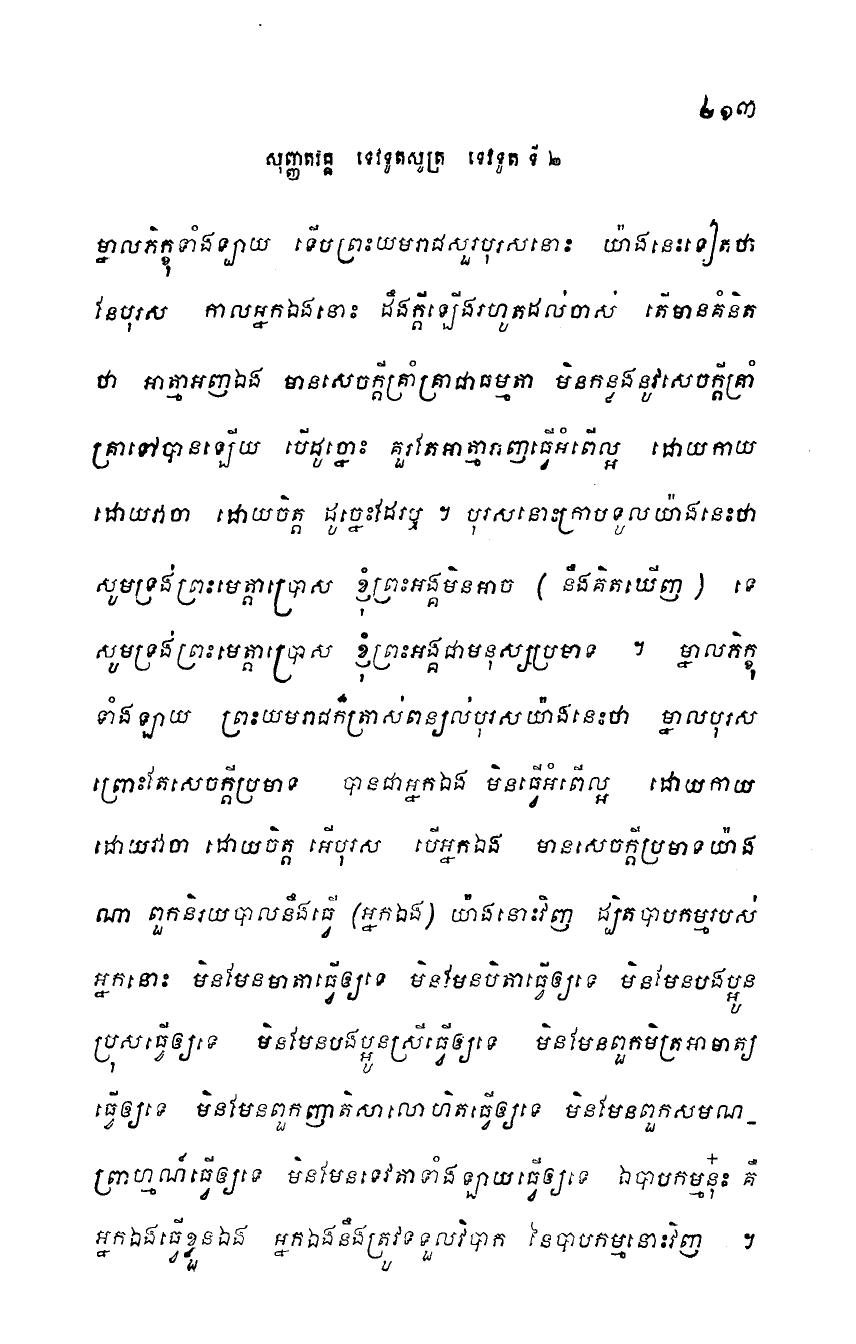 ២១៣
សុញ្ញតវគ្គ ទេវទូតសូត្រ ទេវទូត ទី ២
ម្នាលភិក្ខុទាំងឡាយ ទើបព្រះយមរាជសួរបុរសនោះ យ៉ាងនេះទៀតថា
នែបុរស កាលអ្នកឯងនោះ ដឹងក្តីឡើងរហូតដល់ចាស់ តើមានគំនិត
ថា អាត្មាអញឯង មានសេចក្តីគ្រាំគ្រាជាធម្មតា មិនកន្លងនូវសេចក្តីគ្រាំ
គ្រាទៅបានឡើយ បើដូច្នោះ គួរតែអាត្មាអញធ្វើអំពើល្អ ដោយកាយ
ដោយវាចា ដោយចិត្ត ដូច្នេះដែរឬ ។ បុរសនោះក្រាបទូលយ៉ាងនេះថា
សូមទ្រង់ព្រះមេត្តាប្រោស ខ្ញុំព្រះអង្គមិនអាច ( នឹងគិតឃើញ ) ទេ
សូមទ្រង់ព្រះមេត្តាប្រោស ខ្ញុំព្រះអង្គជាមនុស្សប្រមាទ ។ ម្នាលភិក្ខុ
ទាំងឡាយ ព្រះយមរាជក៏ត្រាស់ពន្យល់បុរសយ៉ាងនេះថា ម្នាលបុរស
ព្រោះតែសេចក្តីប្រមាទ បានជាអ្នកឯង មិនធ្វើអំពើល្អ ដោយកាយ
ដោយវាចា ដោយចិត្ត អើបុរស បើអ្នកឯង មានសេចក្តីប្រមាទយ៉ាង
ណា ពួកនិរយបាលនឹងធ្វើ (អ្នកឯង) យ៉ាងនោះវិញ ដ្បិតបាបកម្មរបស់
អ្នកនោះ មិនមែនមាតាធ្វើឲ្យទេ មិនមែនបិតាធ្វើឲ្យទេ មិនមែនបងប្អូន
ប្រុសធ្វើឲ្យទេ មិនមែនបងប្អូនស្រីធ្វើឲ្យទេ មិនមែនពួកមិត្រអាមាត្យ
ធ្វើឲ្យទេ មិនមែនពួកញាតិសាលោហិតធ្វើឲ្យទេ មិនមែនពួកសមណ-
ព្រាហ្មណ៍ធ្វើឲ្យទេ មិនមែនទេវតាទាំងឡាយធ្វើឲ្យទេ ឯបាបកម្មនុ៎ះ គឺ
អ្នកឯងធ្វើខ្លួនឯង អ្នកឯងនឹងត្រូវទទួលវិបាក នៃបាបកម្មនោះវិញ ។